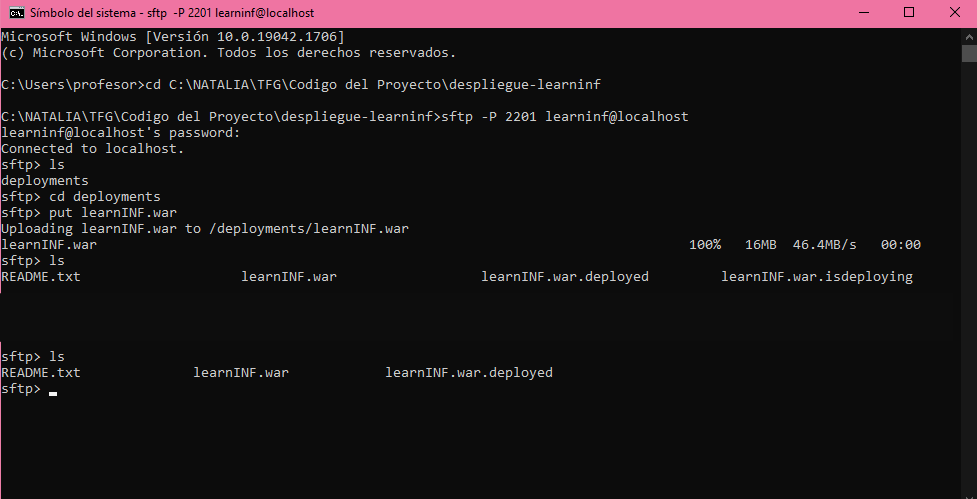 Símbolo del sistema - sftp -P 2201 learninf@localhost
Microsoft Windows [Versión 10.0.19042.1706]
(c) Microsoft Corporation. Todos los derechos reservados.
C:\Users\profesor>cd C:\NATALIA\TFG\Codigo del Proyecto\despliegue-learninf
C:\NATALIA\TFG\Codigo del Proyecto\despliegue-learninf>sftp -P 2201 learninf@localhost
learninf@localhost's password:
Connected to localhost.
sftp> ls
deployments
sftp> cd deployments
sftp> put learnINF.war
Uploading learnINF.war to /deployments/learnINF.war
learnINF.war 100% 16MB 46.4MB/s 00:00
sftp> ls
README.txt learnINF.war learnINF.war.deployed learnINF.war.isdeploying
sftp> ls
README.txt learnINF.war learnINF.war.deployed
sftp>